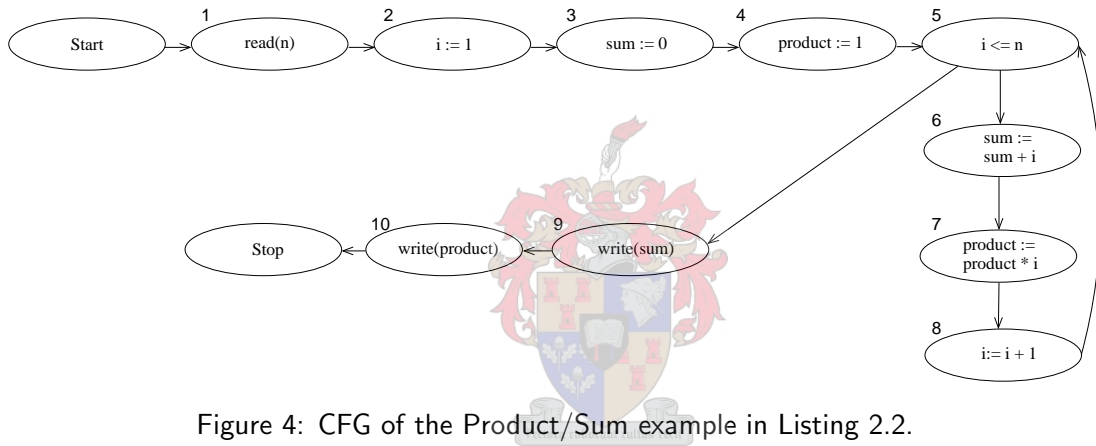 1
2
3
4
5
Start
read(n)
i := 1
sum := 0
product := 1
i <= n
6
sum :=
sum + i
10
9
7
Stop
write(product)
write(sum)
product :=
product * i
8
i:= i + 1
Figure 4: CFG of the Product/Sum example in Listing 2.2.